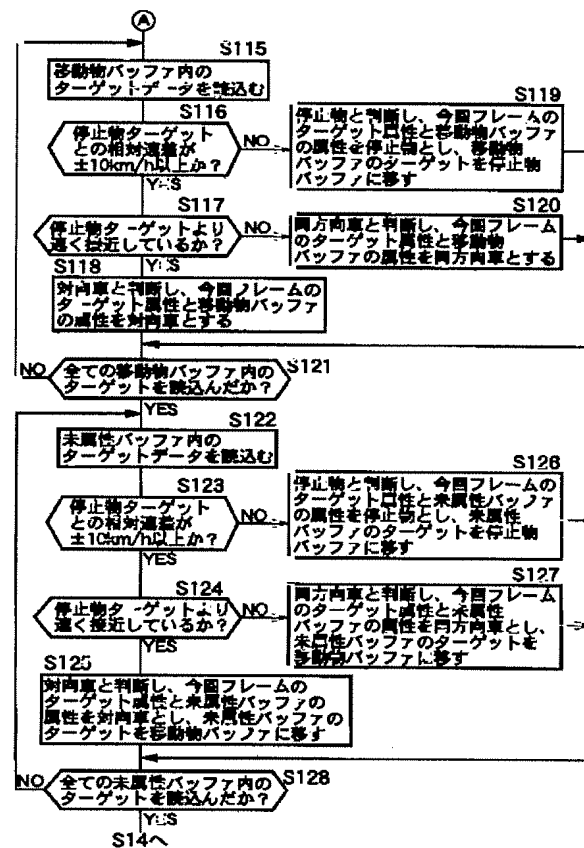 A
S115
移動物バッファ内の
ターゲットデータを読込む
S116
停止物ターゲット
との相対速差が
±10km/h以上か?
NO
YES
S119
停止物と判断し、今回フレームの
ターゲット属性と移動物バッファ
の属性を停止物とし、移動物
バッファのターゲットを停止物
バッファに移す
S117
停止物ターゲットより
速く接近しているか?
NO
YES
S120
同方向車と判断し、今回フレーム
のターゲット属性と移動物
バッファの属性を同方向車とする
S118
対向車と判断し、今回フレームの
ターゲット属性と移動物バッファ
の属性を対向車とする
NO
全ての移動物バッファ内の
ターゲットを読込んだか?
S121
YES
S122
未属性バッファ内の
ターゲットデータを読込む
S123
停止物ターゲット
との相対速差が
±10km/h以上か?
NO
YES
S126
停止物と判断し、今回フレームの
ターゲット属性と未属性バッファ
の属性を停止物とし、未属性
バッファのターゲットを停止物
バッファに移す
S124
停止物ターゲットより
速く接近しているか?
NO
YES
S127
同方向車と判断し、今回フレーム
のターゲット属性と未属性
バッファの属性を同方向車とし、
未属性バッファのターゲットを
移動物バッファに移す
S125
対向車と判断し、今回フレームの
ターゲット属性と未属性バッファの
属性を対向車とし、未属性バッファの
ターゲットを移動物バッファに移す
NO
全ての未属性バッファ内の
ターゲットを読込んだか?
S128
YES
S14へ